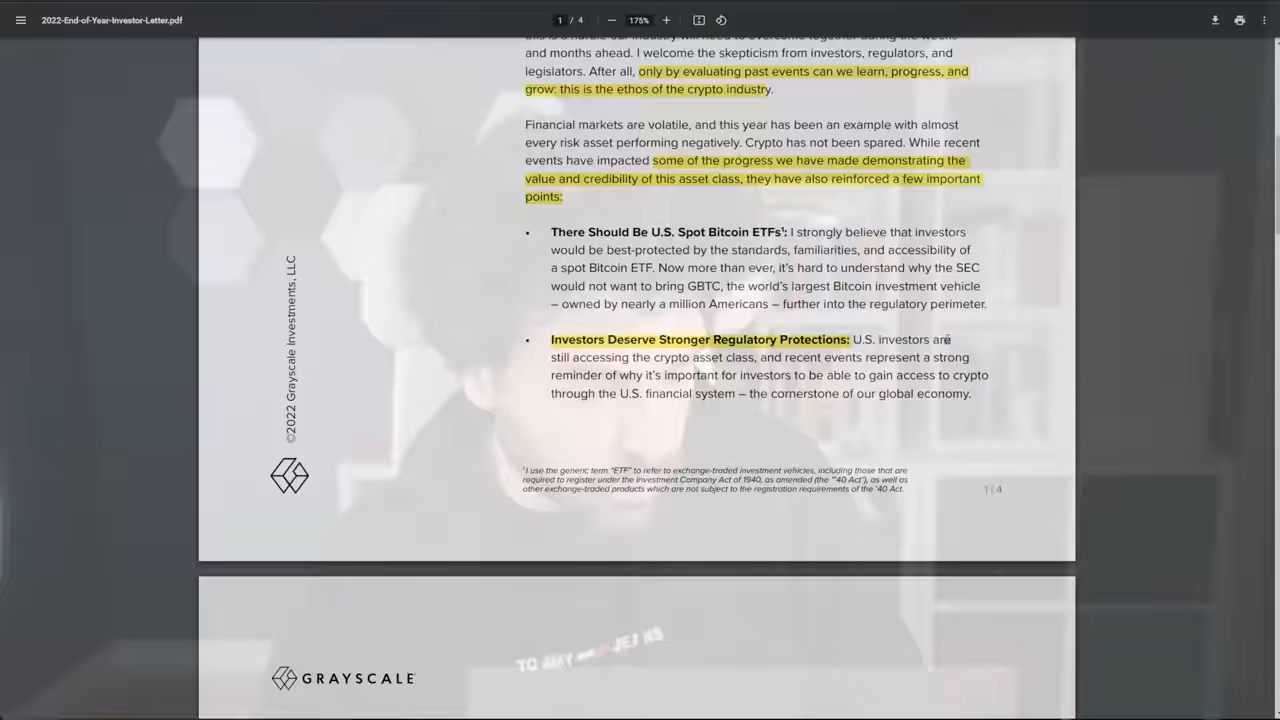 2022-End-of-Year-Investor-Letter.pdf
1 / 4
175%
this is a hurdle our industry will need to overcome together during the weeks
and months ahead. I welcome the skepticism from investors, regulators, and
legislators. After all, only by evaluating past events can we learn, progress, and
grow: this is the ethos of the crypto industry.
Financial markets are volatile, and this year has been an example with almost
every risk asset performing negatively. Crypto has not been spared. While recent
events have impacted some of the progress we have made demonstrating the
value and credibility of this asset class, they have also reinforced a few important
points:
• There Should Be U.S. Spot Bitcoin ETFs¹: I strongly believe that investors
would be best-protected by the standards, familiarities, and accessibility of
a spot Bitcoin ETF. Now more than ever, it's hard to understand why the SEC
would not want to bring GBTC, the world's largest Bitcoin investment vehicle
– owned by nearly a million Americans – further into the regulatory perimeter.
• Investors Deserve Stronger Regulatory Protections: U.S. investors are
still accessing the crypto asset class, and recent events represent a strong
reminder of why it's important for investors to be able to gain access to crypto
through the U.S. financial system – the cornerstone of our global economy.
©2022 Grayscale Investments, LLC
¹I use the generic term "ETF" to refer to exchange-traded investment vehicles, including those that are
required to register under the Investment Company Act of 1940, as amended (the "'40 Act"), as well as
other exchange-traded products which are not subject to the registration requirements of the '40 Act.
1 | 4
GRAYSCALE